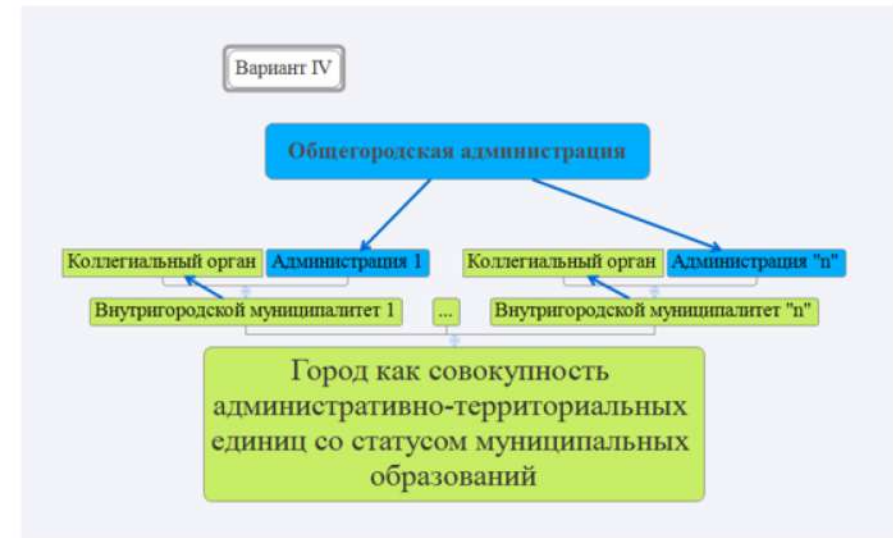 Вариант IV
Общегородская администрация
Коллегиальный орган
Администрация 1
Коллегиальный орган
Администрация "n"
Внутригородской муниципалитет 1
...
Внутригородской муниципалитет "n"
Город как совокупность
административно-территориальных
единиц со статусом муниципальных
образований